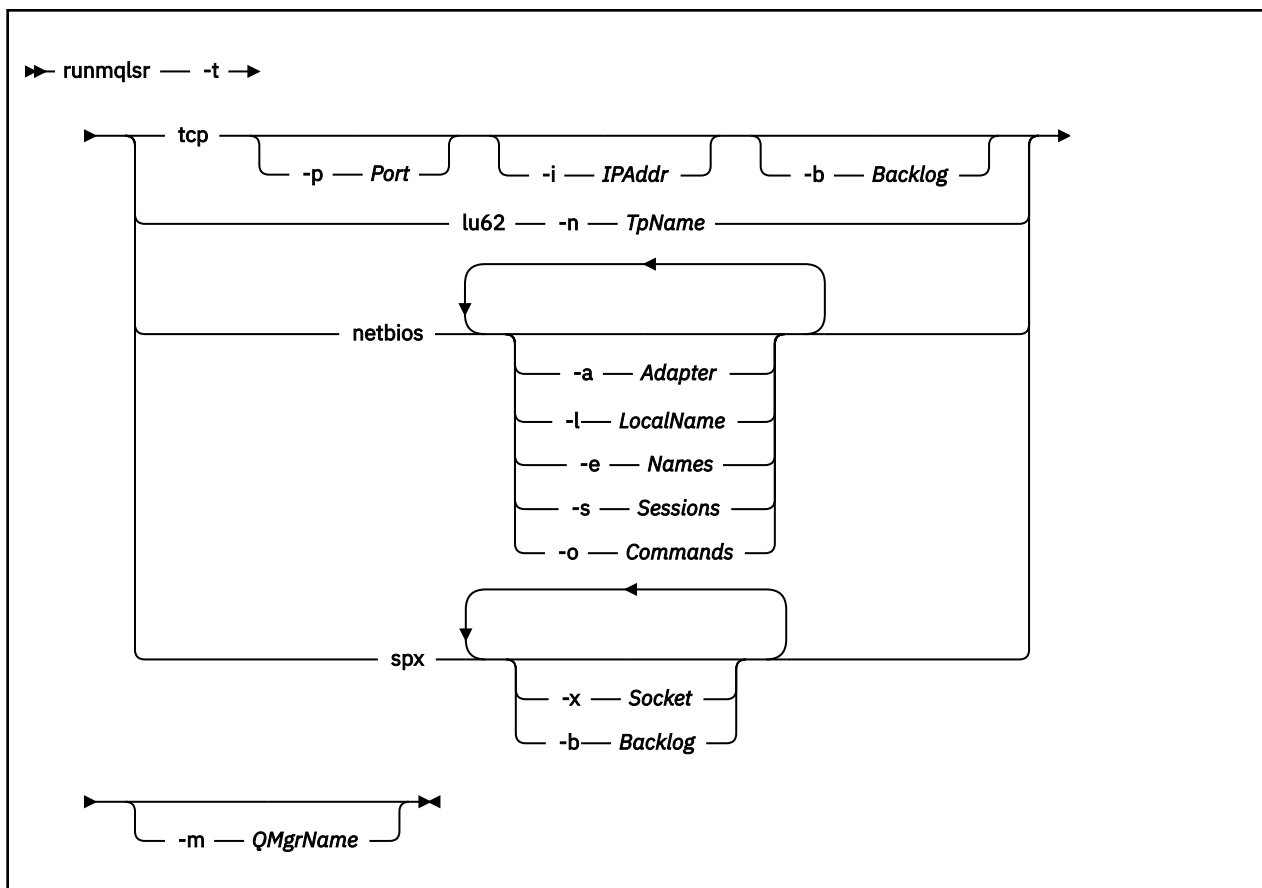 runmqlsr -t
tcp -p Port -i IPAddr -b Backlog
lu62 -n TpName
netbios
-a Adapter
-l LocalName
-e Names
-s Sessions
-o Commands
spx
-x Socket
-b Backlog
-m QMgrName